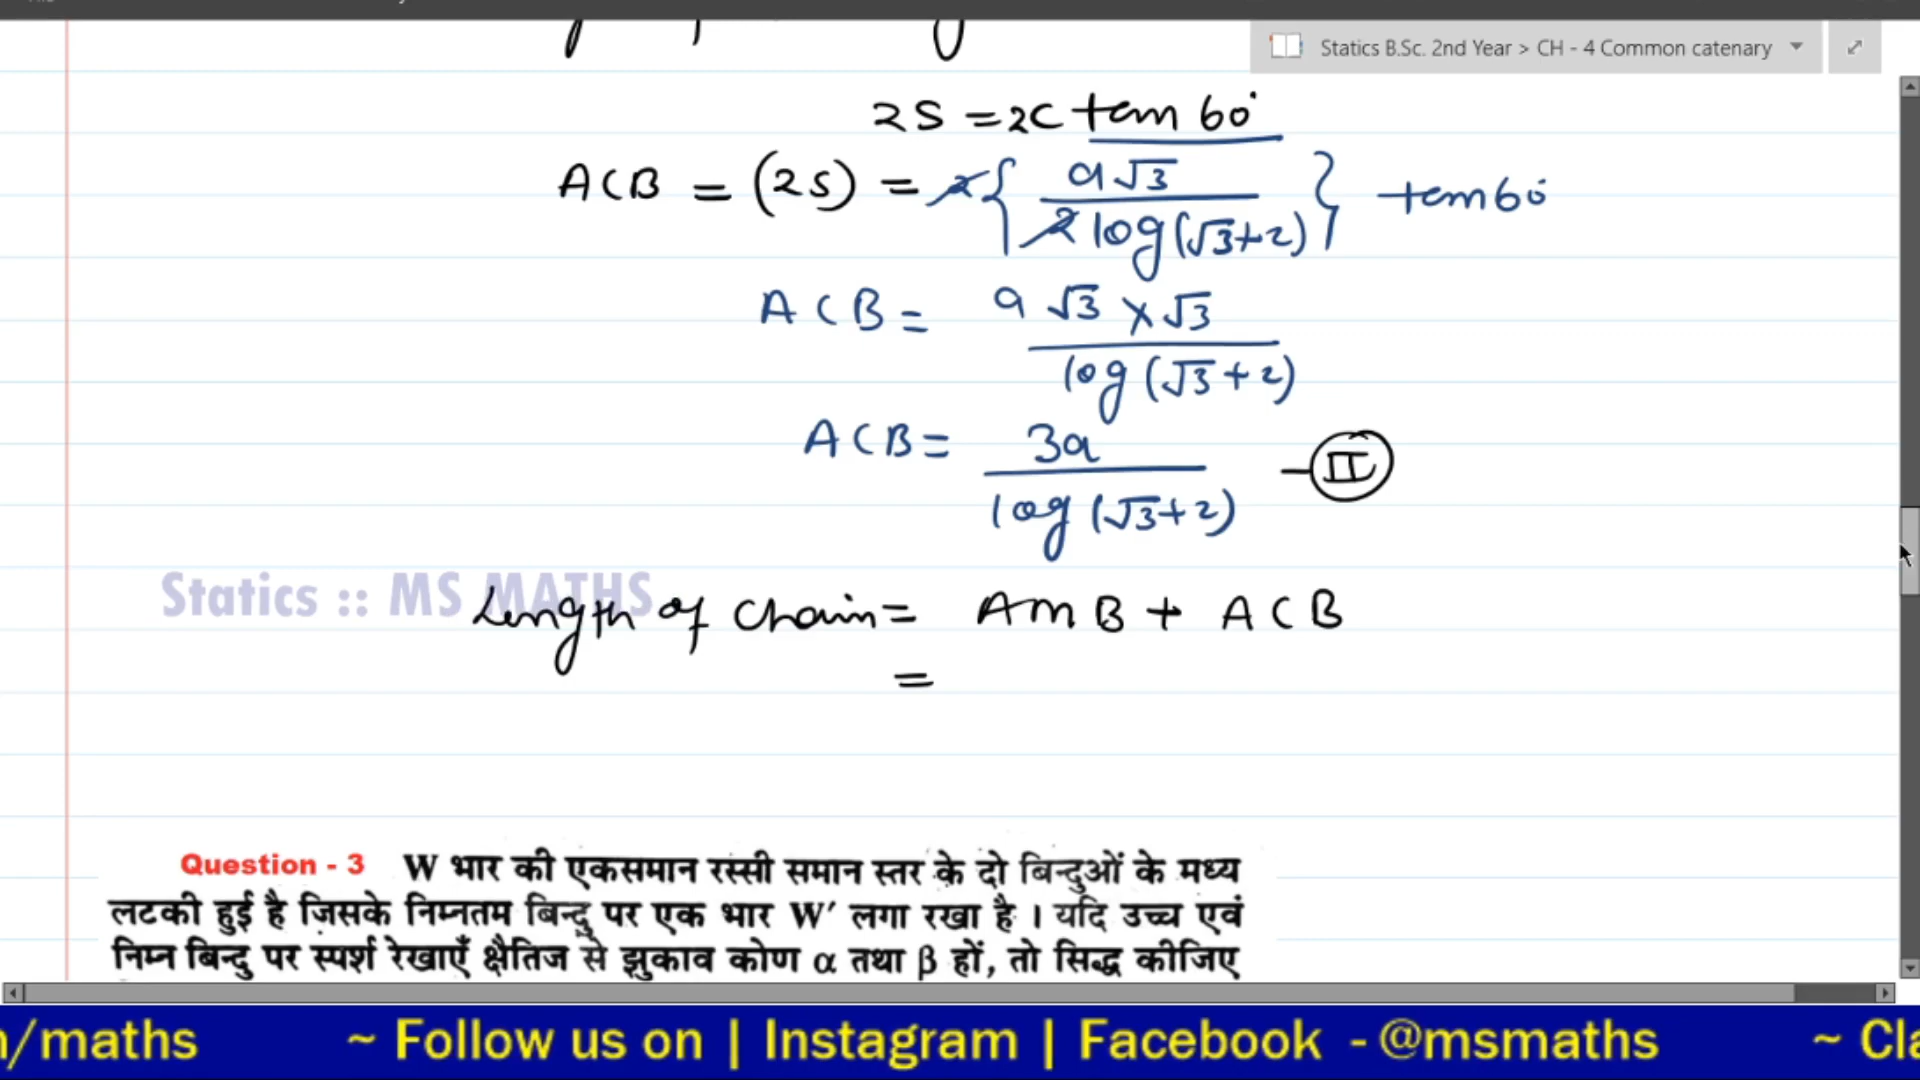 Statics B.Sc. 2nd Year > CH - 4 Common catenary
2S = 2C tan 60°
ACB = (2S) = 2 { a√3 / 2 log(√3+2) } tan 60°
ACB = a √3 × √3 / log (√3+2)
ACB = 3a / log (√3+2) - II
Statics :: MS MATHS
Length of chain = AMB + ACB
=
Question - 3 W भार की एकसमान रस्सी समान स्तर के दो बिन्दुओं के मध्य
लटकी हुई है जिसके निम्नतम बिन्दु पर एक भार W′ लगा रखा है । यदि उच्च एवं
निम्न बिन्दु पर स्पर्श रेखाएँ क्षैतिज से झुकाव कोण α तथा β हों, तो सिद्ध कीजिए
/maths ~ Follow us on | Instagram | Facebook - @msmaths ~ Cla